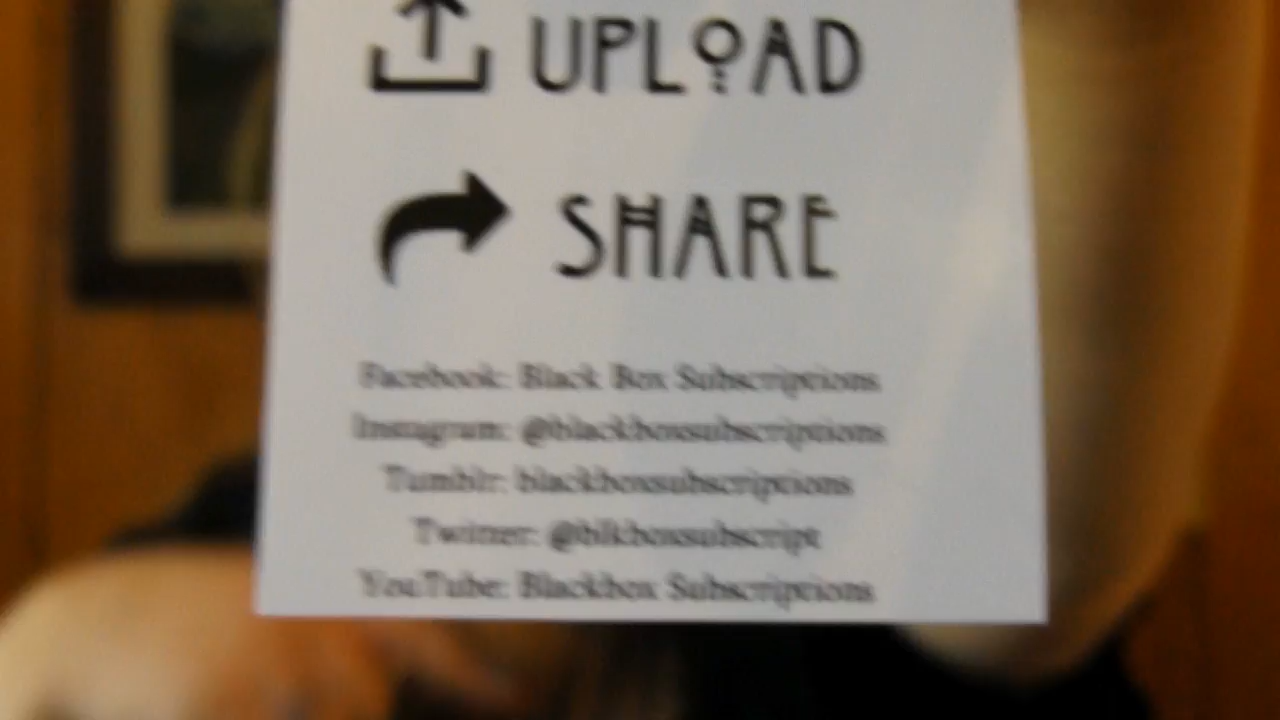 UPLOAD
SHARE
Facebook: Black Box Subscriptions
Instagram: @blackboxsubscriptions
Tumblr: blackboxsubscriptions
Twitter: @blkboxsubscript
YouTube: Blackbox Subscriptions